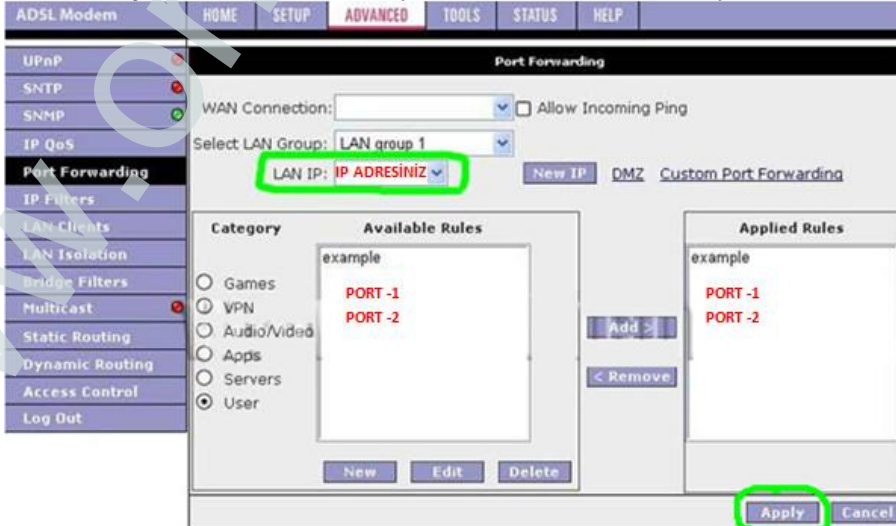 ADSL Modem HOME SETUP ADVANCED TOOLS STATUS HELP
UPnP
SNTP
SNMP
IP QoS
Port Forwarding
IP Filters
LAN Clients
LAN Isolation
Bridge Filters
Multicast
Static Routing
Dynamic Routing
Access Control
Log Out
Port Forwarding
WAN Connection: Allow Incoming Ping
Select LAN Group: LAN group 1
LAN IP: IP ADRESİNİZ New IP DMZ Custom Port Forwarding
Category Available Rules Applied Rules
example example
Games
PORT -1 PORT -1
VPN
PORT -2 PORT -2
Audio/Video Add >
Apps
Servers < Remove
User
New Edit Delete
Apply Cancel